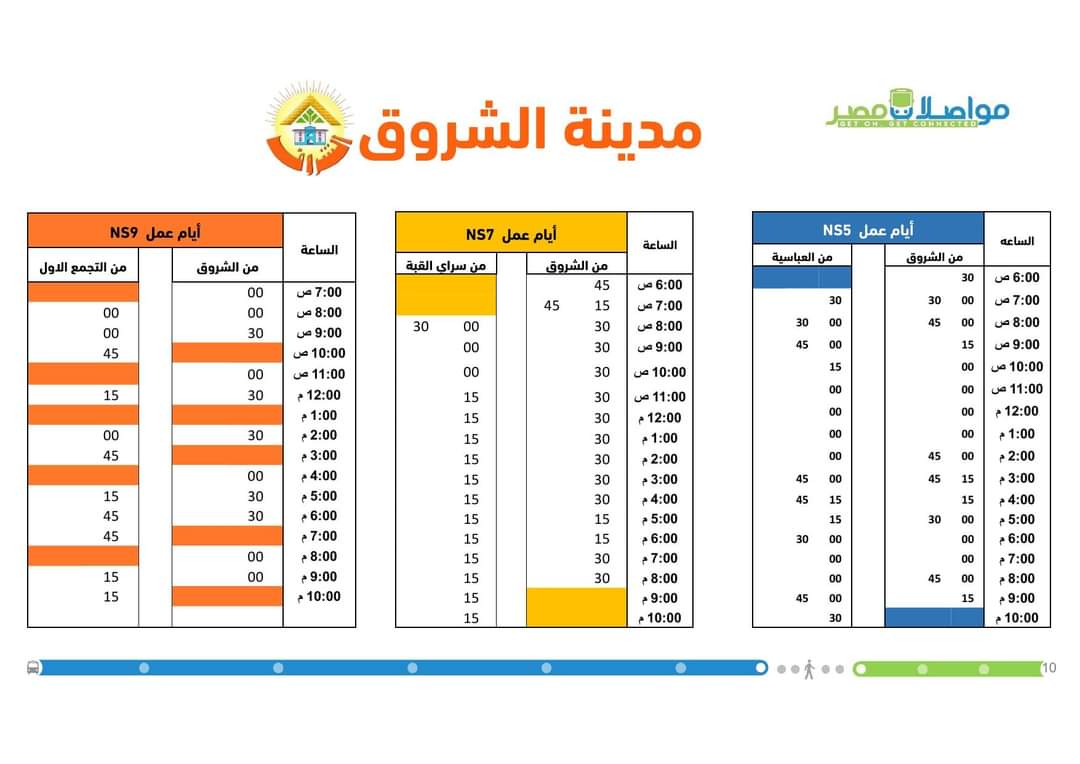 مواصلات مصر
GET ON. GET CONNECTED
مدينة الشروق
أيام عمل NS5
الساعه من الشروق من العباسية
6:00 ص 30
7:00 ص 00 30 30
8:00 ص 00 45 00 30
9:00 ص 15 00 45
10:00 ص 00 15
11:00 ص 00 00
12:00 م 00 00
1:00 م 00 00
2:00 م 00 45 00
3:00 م 15 45 00 45
4:00 م 15 15 45
5:00 م 00 30 15
6:00 م 00 00 30
7:00 م 00 00
8:00 م 00 45 00
9:00 م 15 00 45
10:00 م 30
أيام عمل NS7
الساعة من الشروق من سراي القبة
6:00 ص 45
7:00 ص 15 45
8:00 ص 30 00 30
9:00 ص 30 00
10:00 ص 30 00
11:00 ص 30 15
12:00 م 30 15
1:00 م 30 15
2:00 م 30 15
3:00 م 30 15
4:00 م 30 15
5:00 م 15 15
6:00 م 15 15
7:00 م 30 15
8:00 م 30 15
9:00 م 15
10:00 م 15
أيام عمل NS9
الساعة من الشروق من التجمع الاول
7:00 ص 00
8:00 ص 00 00
9:00 ص 30 00
10:00 ص 45
11:00 ص 00
12:00 م 30 15
1:00 م
2:00 م 30 00
3:00 م 45
4:00 م 00
5:00 م 30 15
6:00 م 30 45
7:00 م 45
8:00 م 00
9:00 م 00 15
10:00 م 15
10